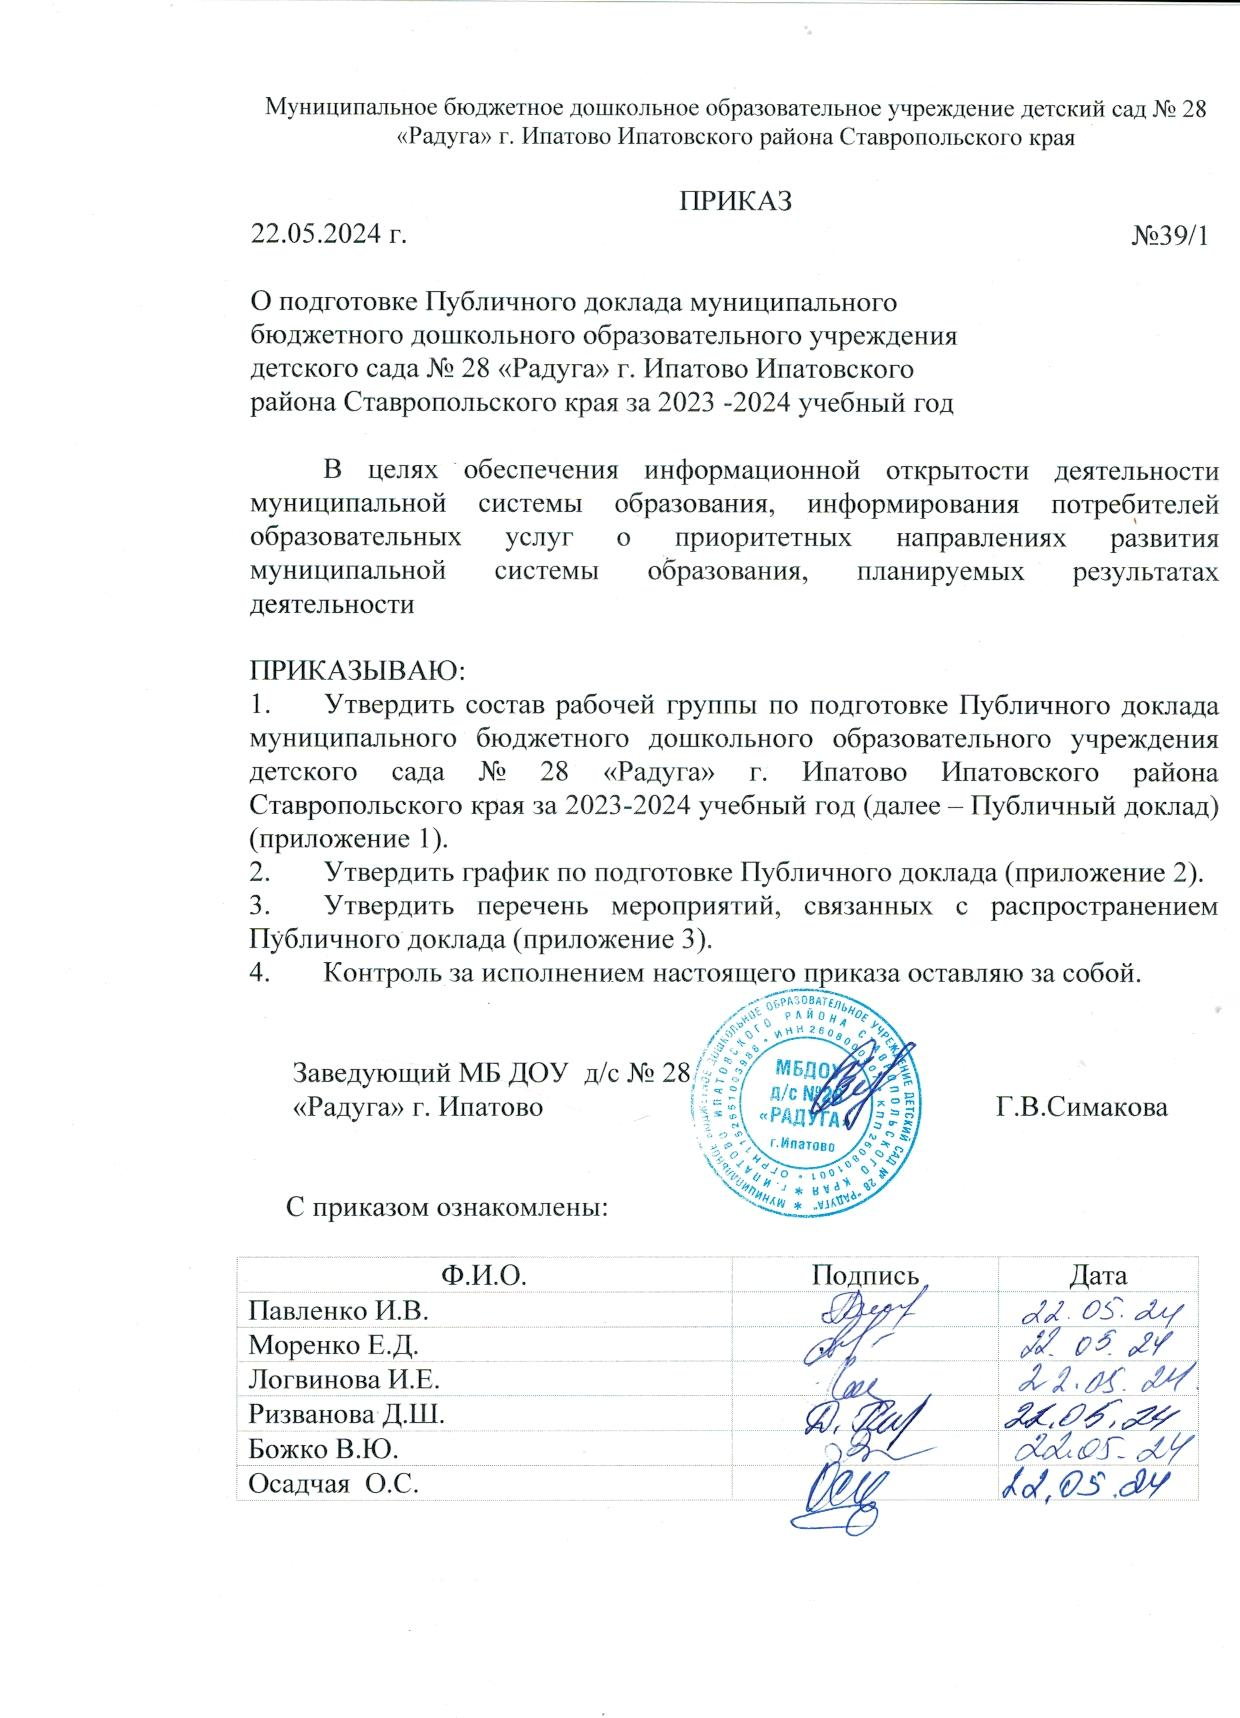 Муниципальное бюджетное дошкольное образовательное учреждение детский сад № 28
«Радуга» г. Ипатово Ипатовского района Ставропольского края
ПРИКАЗ
22.05.2024 г. №39/1
О подготовке Публичного доклада муниципального
бюджетного дошкольного образовательного учреждения
детского сада № 28 «Радуга» г. Ипатово Ипатовского
района Ставропольского края за 2023 -2024 учебный год
В целях обеспечения информационной открытости деятельности
муниципальной системы образования, информирования потребителей
образовательных услуг о приоритетных направлениях развития
муниципальной системы образования, планируемых результатах
деятельности
ПРИКАЗЫВАЮ:
1. Утвердить состав рабочей группы по подготовке Публичного доклада
муниципального бюджетного дошкольного образовательного учреждения
детского сада № 28 «Радуга» г. Ипатово Ипатовского района
Ставропольского края за 2023-2024 учебный год (далее – Публичный доклад)
(приложение 1).
2. Утвердить график по подготовке Публичного доклада (приложение 2).
3. Утвердить перечень мероприятий, связанных с распространением
Публичного доклада (приложение 3).
4. Контроль за исполнением настоящего приказа оставляю за собой.
Заведующий МБ ДОУ д/с № 28
«Радуга» г. Ипатово Г.В.Симакова
МБДОУ
д/с №28
«РАДУГА»
г.Ипатово
С приказом ознакомлены:
Ф.И.О. Подпись Дата
Павленко И.В. 22.05.24
Моренко Е.Д. 22.05.24
Логвинова И.Е. 22.05.24.
Ризванова Д.Ш. 22.05.24
Божко В.Ю. 22.05.24
Осадчая О.С. 22.05.24